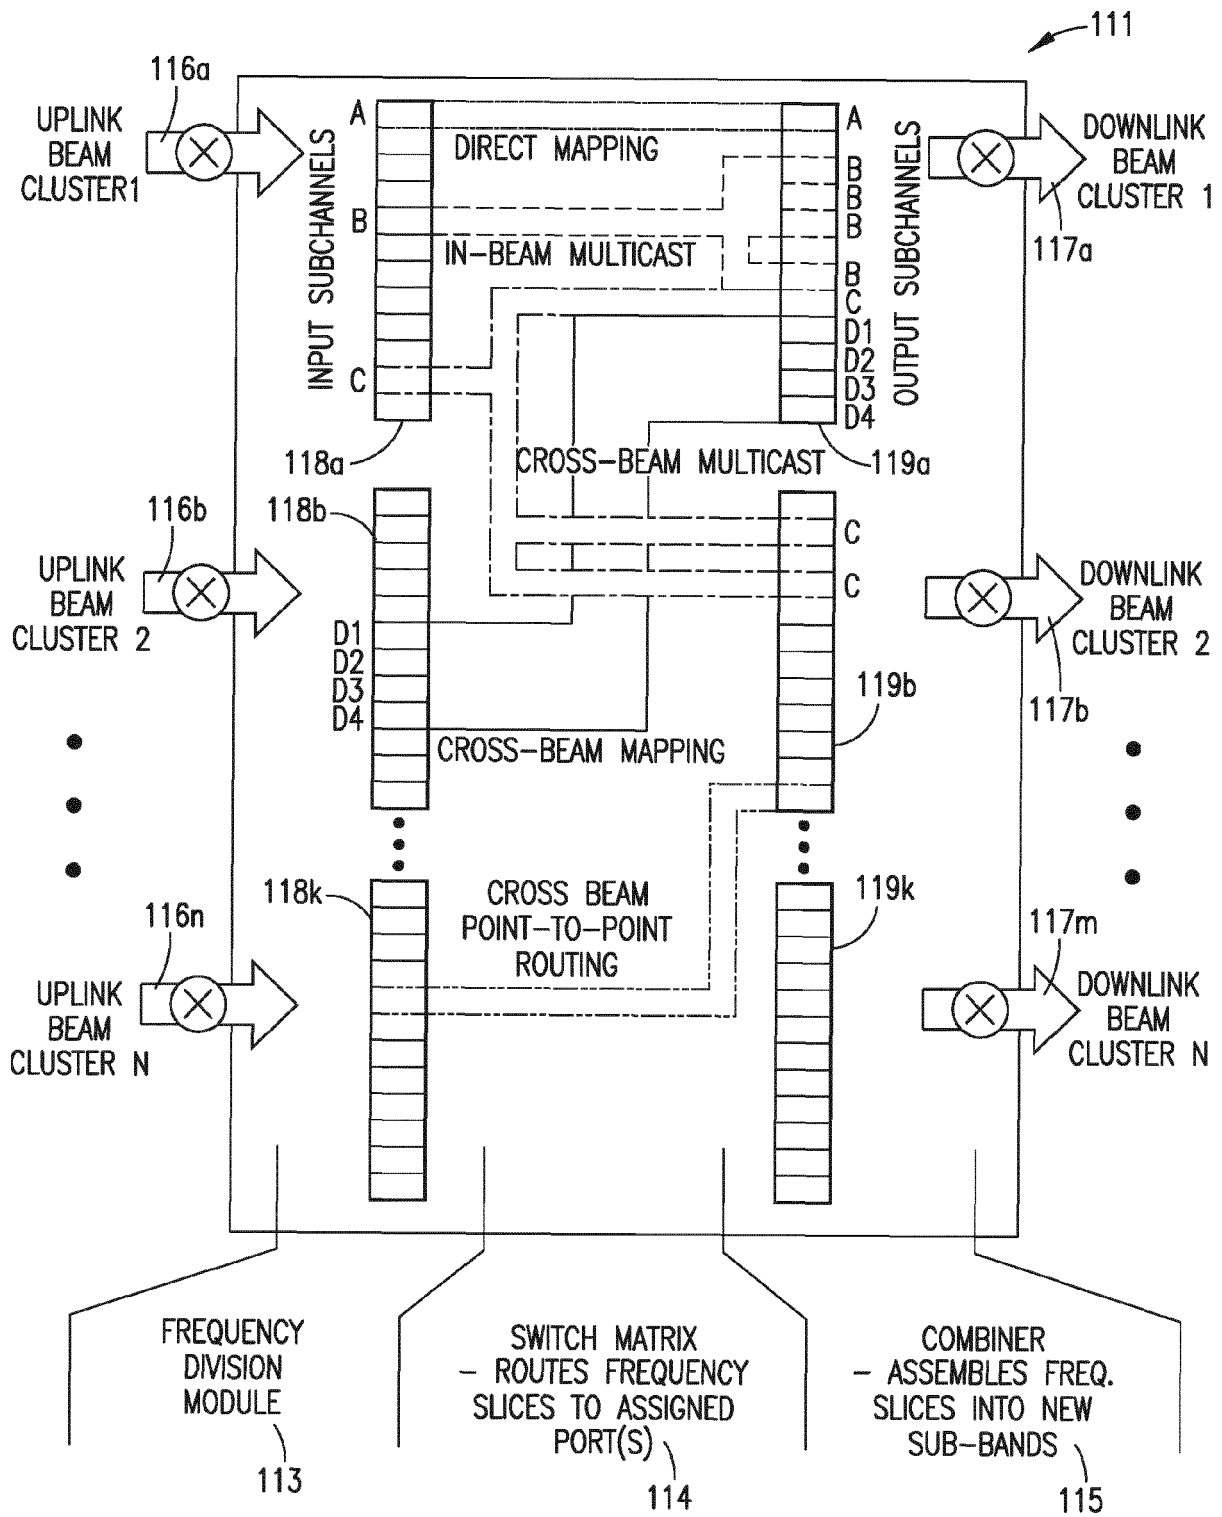 111
116a
UPLINK
BEAM
CLUSTER1
INPUT SUBCHANNELS
A
B
C
118a
DIRECT MAPPING
IN-BEAM MULTICAST
A
B
B
B
B
C
D1
D2
D3
D4
OUTPUT SUBCHANNELS
119a
DOWNLINK
BEAM
CLUSTER 1
117a
CROSS-BEAM MULTICAST
116b
UPLINK
BEAM
CLUSTER 2
118b
D1
D2
D3
D4
CROSS-BEAM MAPPING
C
C
119b
DOWNLINK
BEAM
CLUSTER 2
117b
116n
UPLINK
BEAM
CLUSTER N
118k
CROSS BEAM
POINT-TO-POINT
ROUTING
119k
117m
DOWNLINK
BEAM
CLUSTER N
FREQUENCY
DIVISION
MODULE
113
SWITCH MATRIX
- ROUTES FREQUENCY
SLICES TO ASSIGNED
PORT(S)
114
COMBINER
- ASSEMBLES FREQ.
SLICES INTO NEW
SUB-BANDS
115